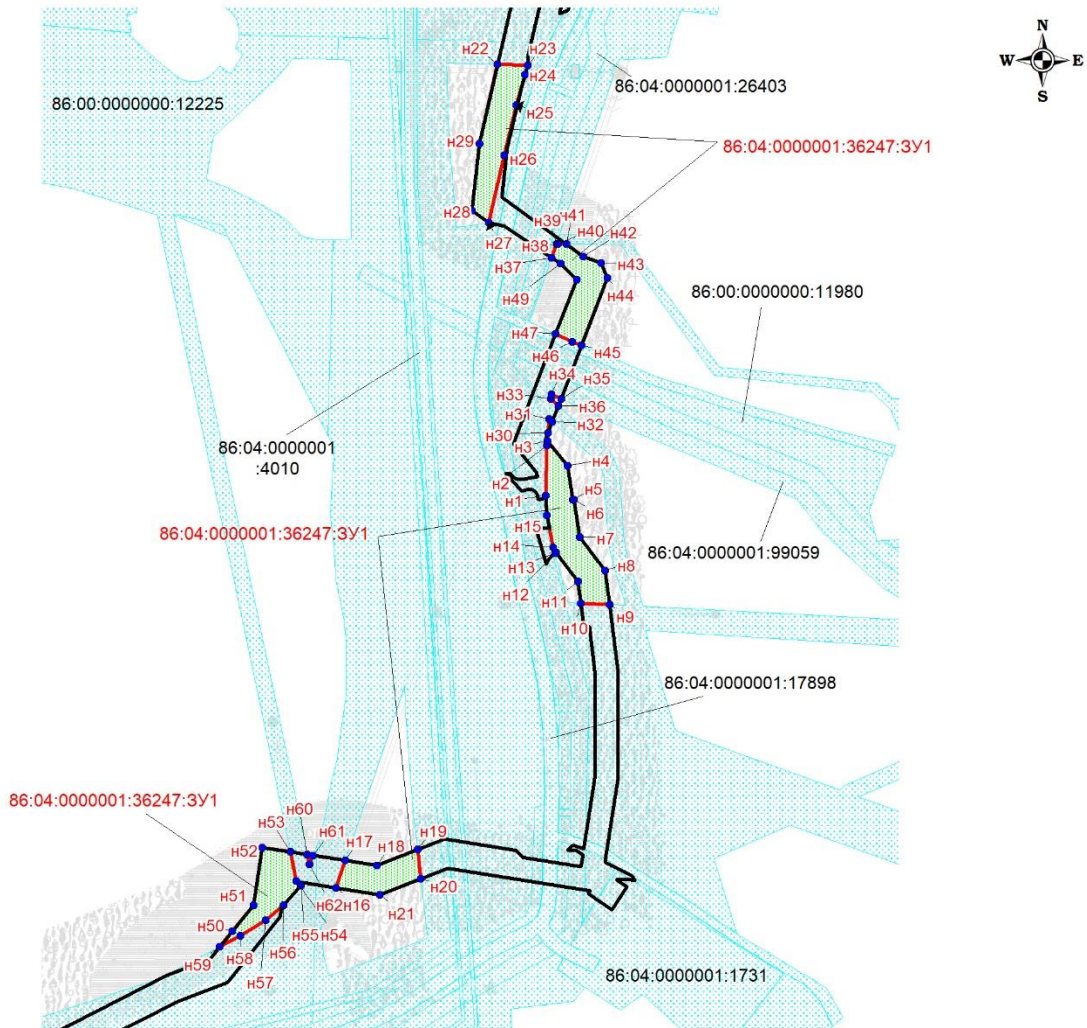 N
н22
н23
W
E
н24
86:04:0000001:26403
S
86:00:0000000:12225
н25
н29
86:04:0000001:36247:ЗУ1
н26
н28
н39
н41
н27
н40
н42
н38
н37
н43
н49
н44
86:00:0000000:11980
н47
н46
н45
н34
н33
н35
н31
н36
н32
86:04:0000001
:4010
н30
н3
н4
н2
н1
н5
н6
86:04:0000001:36247:ЗУ1
н15
н7
86:04:0000001:99059
н14
н13
н8
н12
н11
н10
н9
86:04:0000001:17898
86:04:0000001:36247:ЗУ1
н60
н53
н61
н17
н19
н52
н18
н20
н51
н62
н16
н21
н50
н55
н54
н56
н59
н58
н57
86:04:0000001:1731